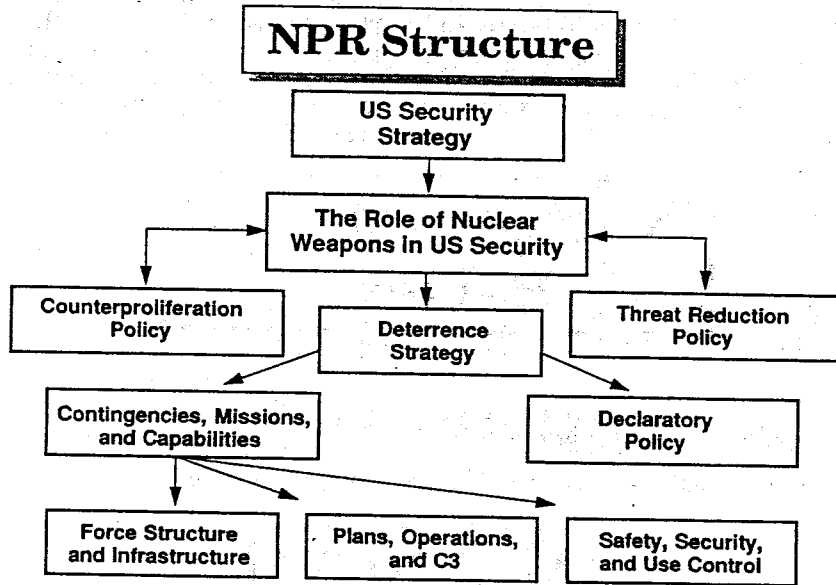 NPR Structure
US Security
Strategy
The Role of Nuclear
Weapons in US Security
Counterproliferation
Policy
Deterrence
Strategy
Threat Reduction
Policy
Contingencies, Missions,
and Capabilities
Declaratory
Policy
Force Structure
and Infrastructure
Plans, Operations,
and C3
Safety, Security,
and Use Control